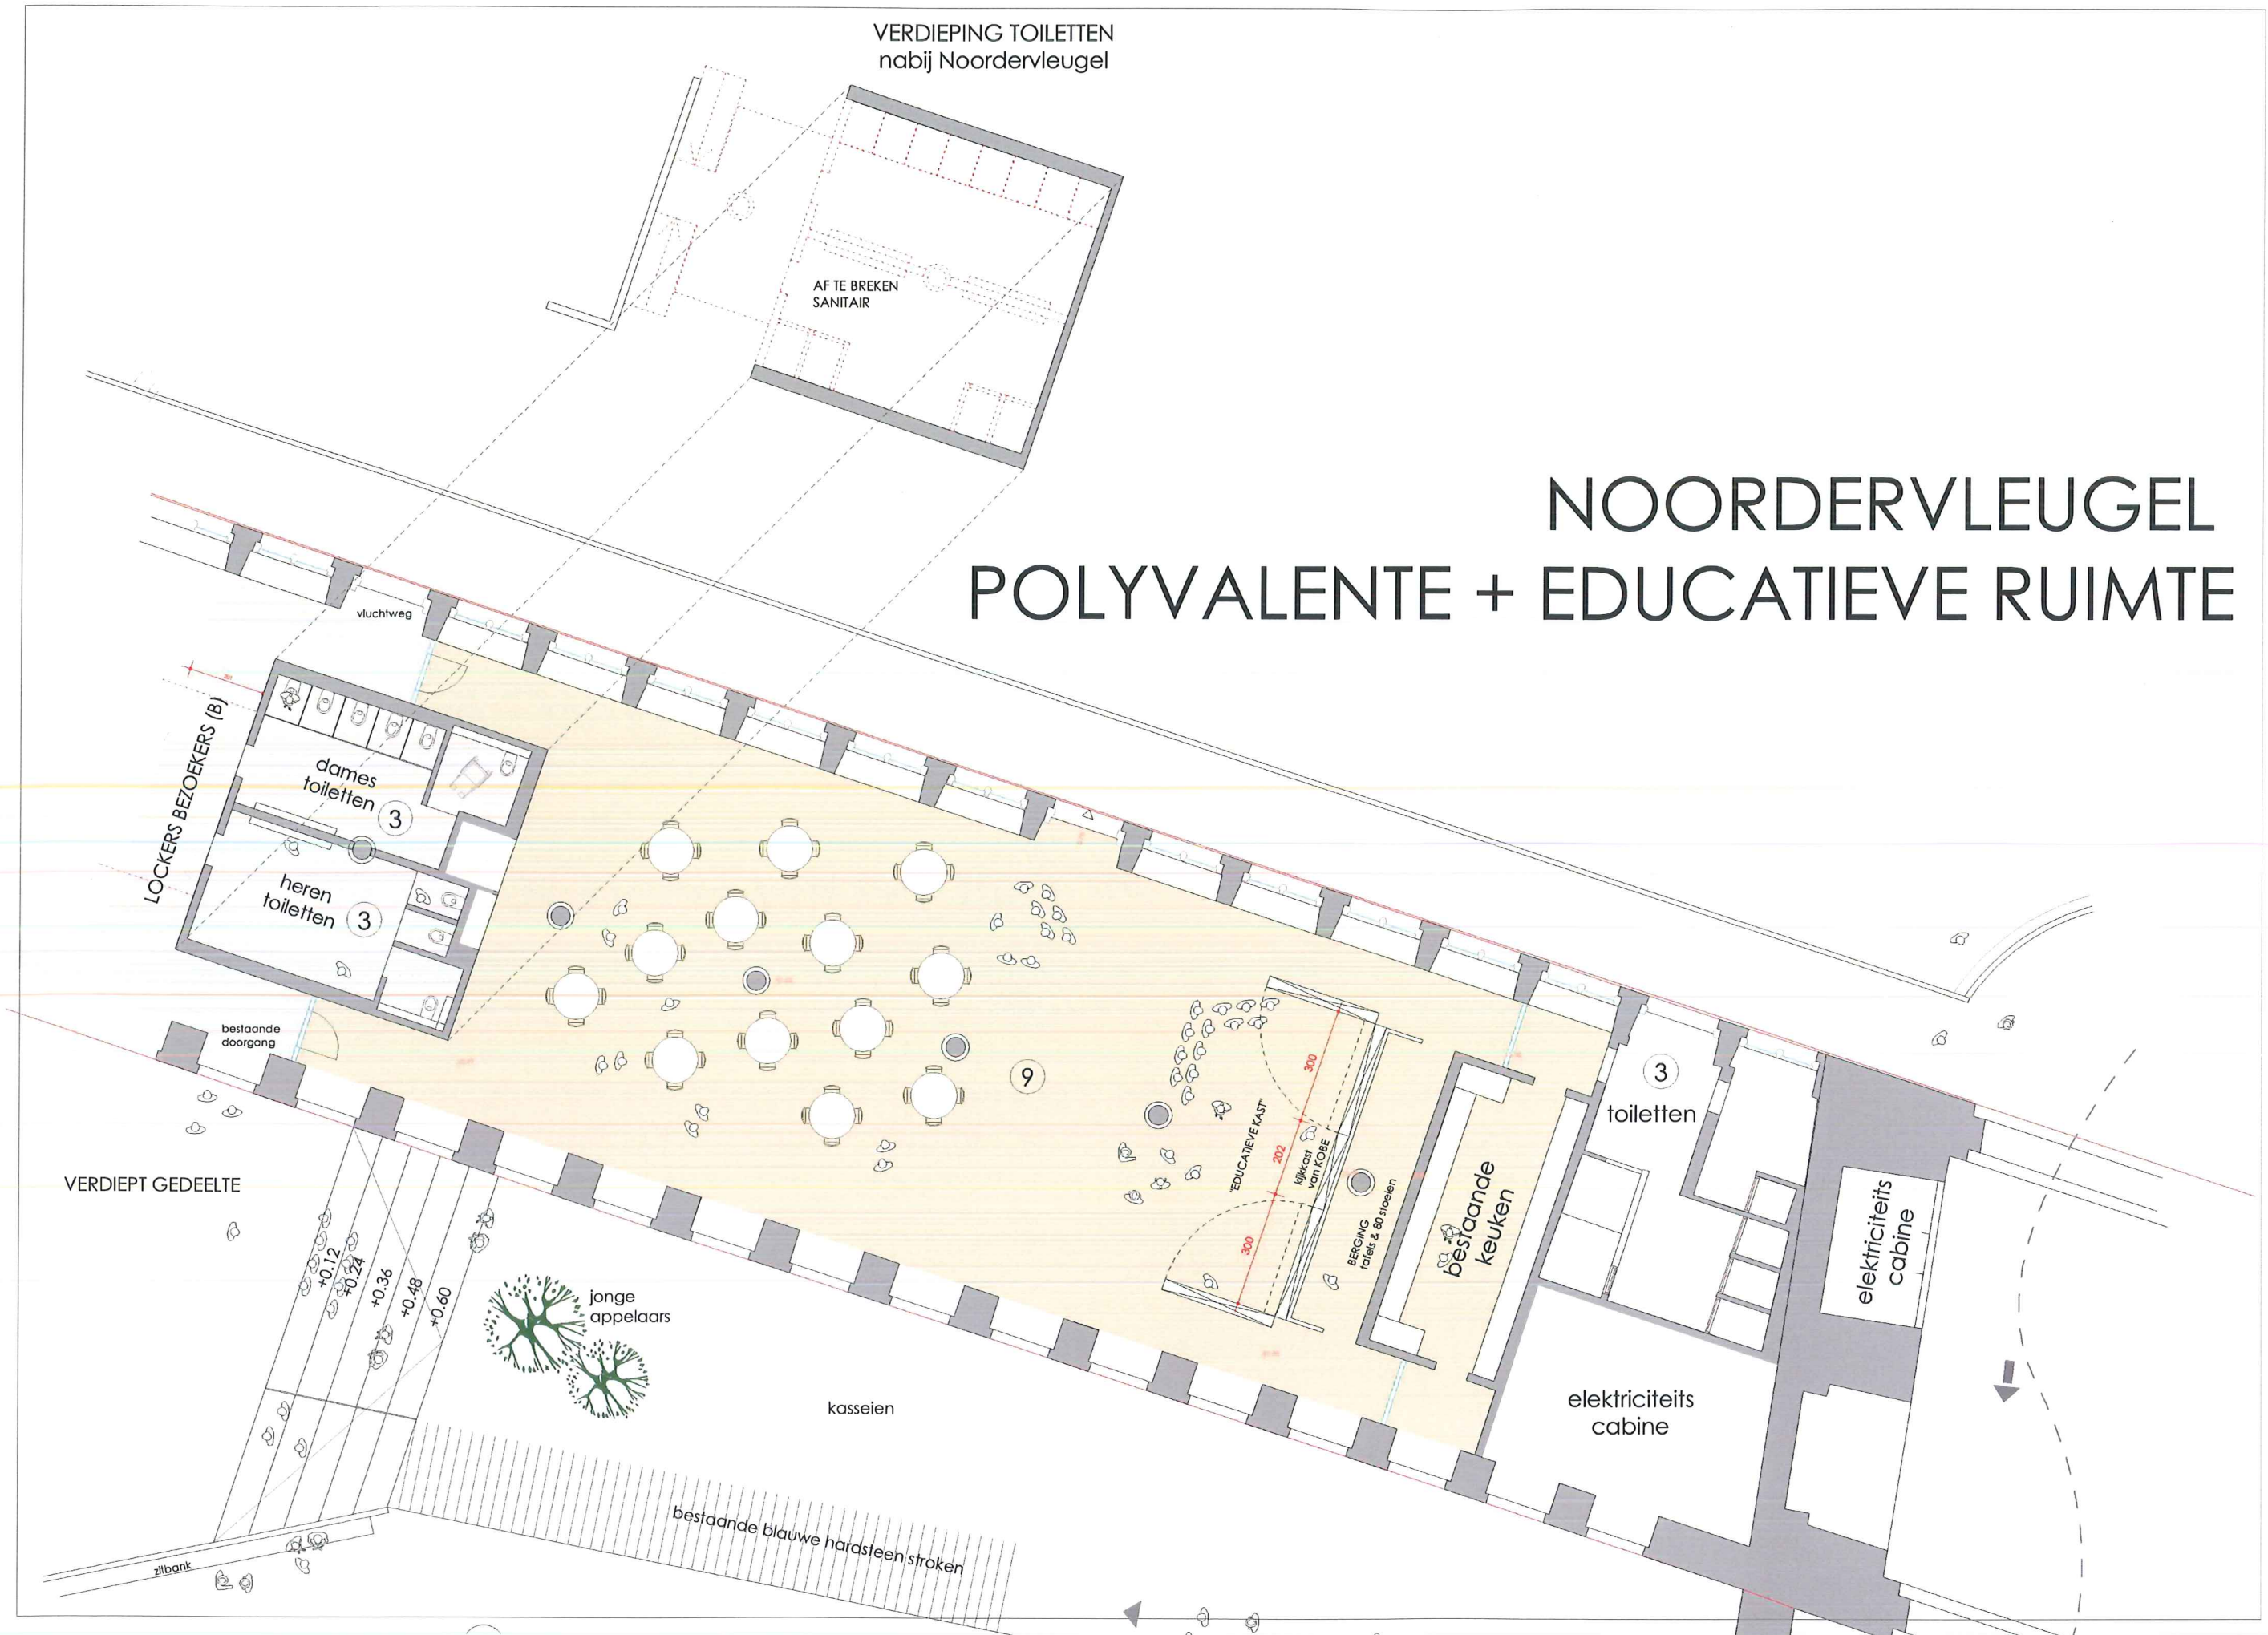 VERDIEPING TOILETTEN
nabij Noordervleugel
AF TE BREKEN
SANITAIR
NOORDERVLEUGEL
POLYVALENTE + EDUCATIEVE RUIMTE
vluchtweg
LOCKERS BEZOEKERS (B)
dames
toiletten
3
heren
toiletten
3
bestaande
doorgang
9
"EDUCATIEVE KAST"
300
202
300
kijkkast
van KOBE
BERGING
tafels & 80 stoelen
bestaande
keuken
3
toiletten
elektriciteits
cabine
elektriciteits
cabine
VERDIEPT GEDEELTE
+0.12
+0.24
+0.36
+0.48
+0.60
jonge
appelaars
kasseien
bestaande blauwe hardsteen stroken
zitbank